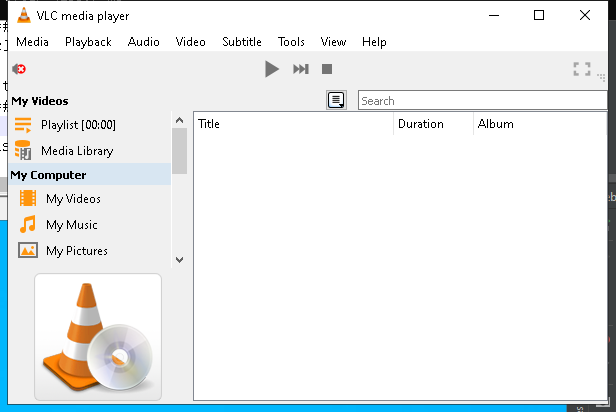 VLC media player
Media Playback Audio Video Subtitle Tools View Help
My Videos
Search
Playlist [00:00]
Title Duration Album
Media Library
My Computer
My Videos
My Music
My Pictures